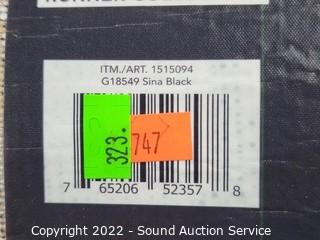 ITM./ART. 1515094
G18549 Sina Black
323.
747
7 65206 52357 8
Copyright 2022 - Sound Auction Service